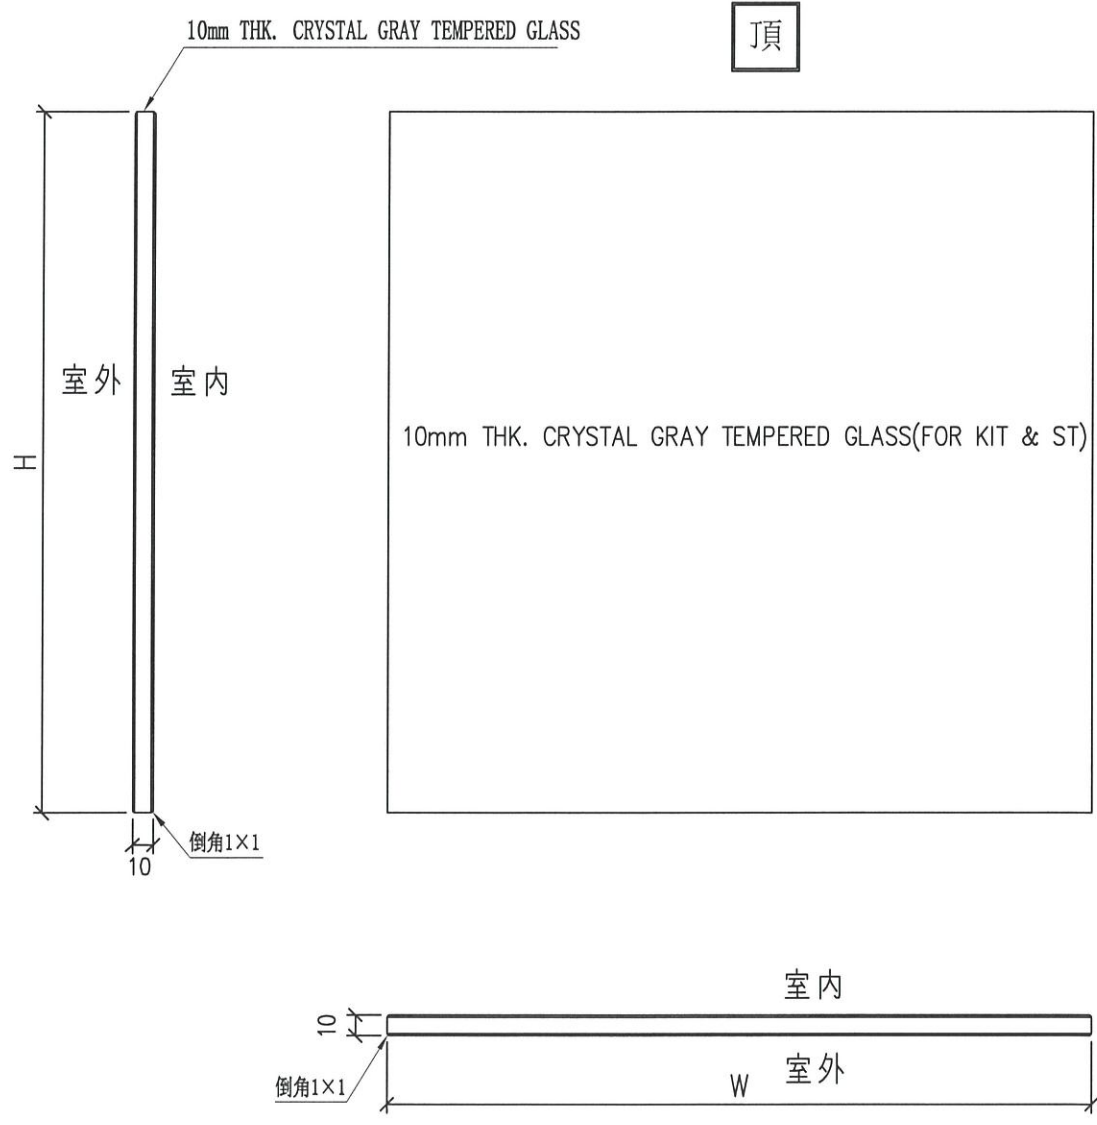 10mm THK. CRYSTAL GRAY TEMPERED GLASS
頂
室外
室内
H
10mm THK. CRYSTAL GRAY TEMPERED GLASS(FOR KIT & ST)
倒角1×1
10
室内
10
倒角1×1
室外
W